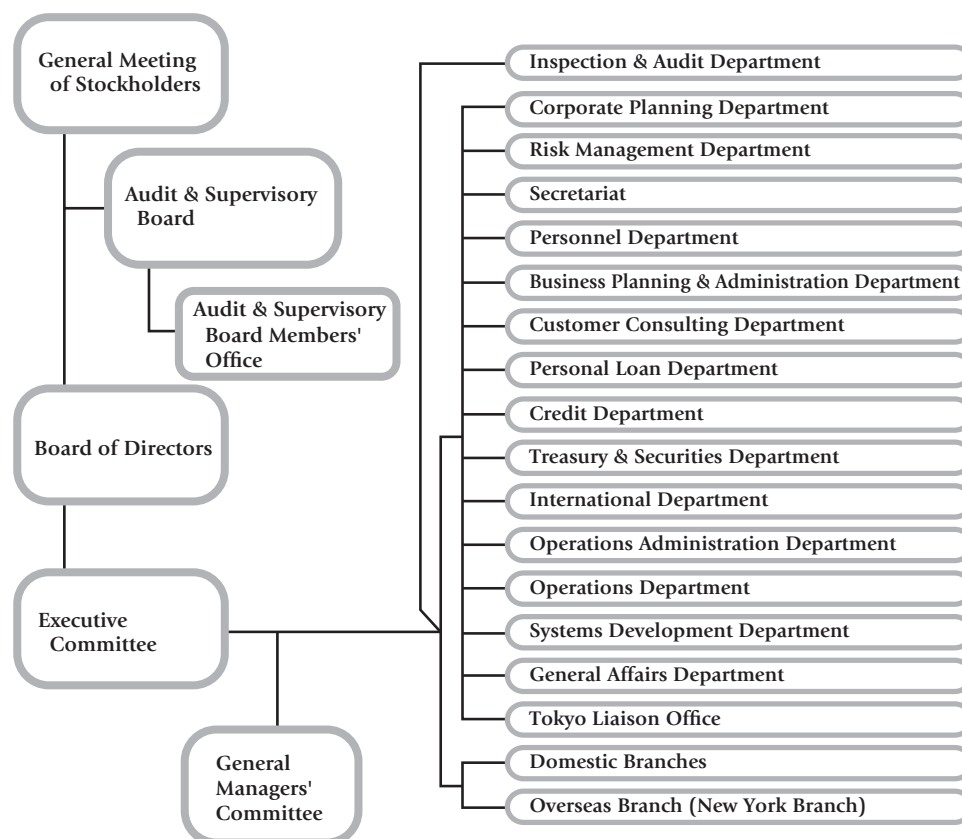 General Meeting
of Stockholders
Audit & Supervisory
Board
Audit & Supervisory
Board Members'
Office
Board of Directors
Executive
Committee
General
Managers'
Committee
Inspection & Audit Department
Corporate Planning Department
Risk Management Department
Secretariat
Personnel Department
Business Planning & Administration Department
Customer Consulting Department
Personal Loan Department
Credit Department
Treasury & Securities Department
International Department
Operations Administration Department
Operations Department
Systems Development Department
General Affairs Department
Tokyo Liaison Office
Domestic Branches
Overseas Branch (New York Branch)